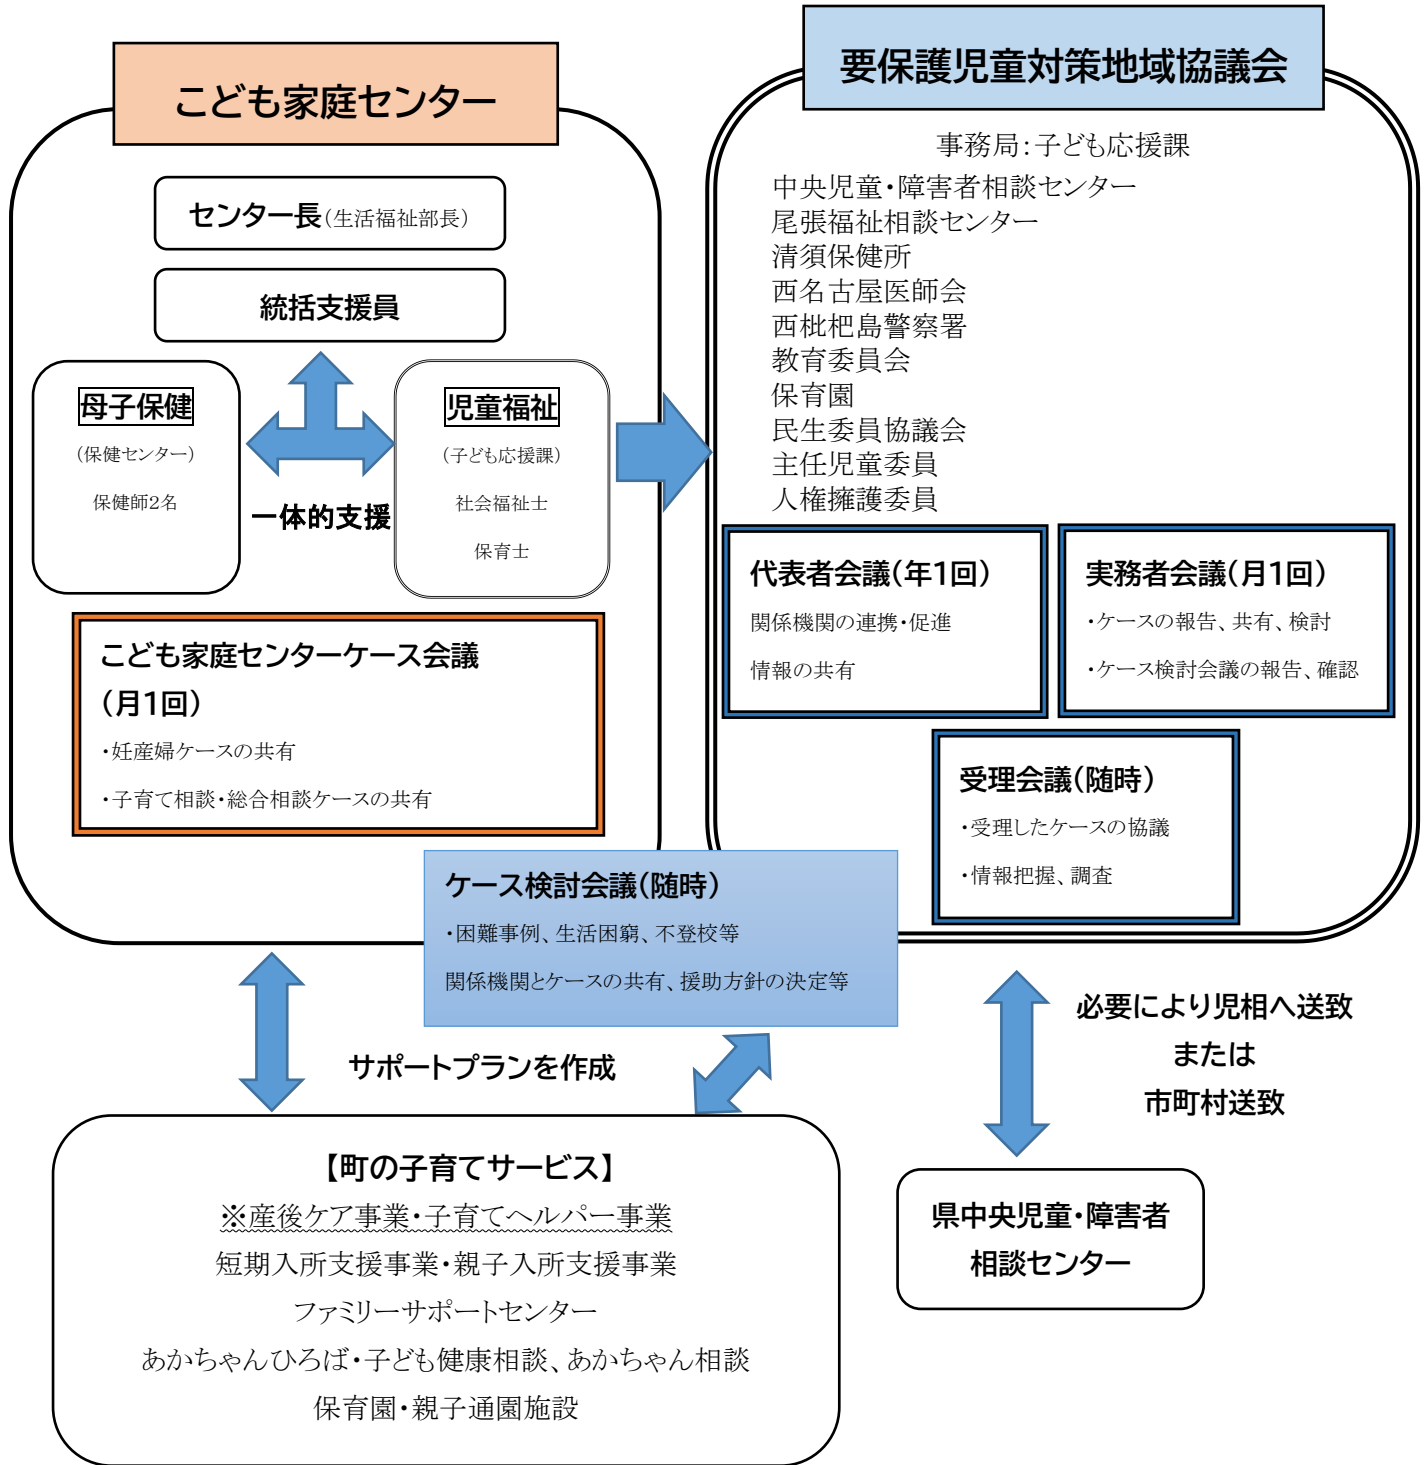 こども家庭センター
センター長(生活福祉部長)
統括支援員
母子保健
(保健センター)
保健師2名
一体的支援
児童福祉
(子ども応援課)
社会福祉士
保育士
こども家庭センターケース会議
(月1回)
・妊産婦ケースの共有
・子育て相談・総合相談ケースの共有
要保護児童対策地域協議会
事務局:子ども応援課
中央児童・障害者相談センター
尾張福祉相談センター
清須保健所
西名古屋医師会
西枇杷島警察署
教育委員会
保育園
民生委員協議会
主任児童委員
人権擁護委員
代表者会議(年1回)
関係機関の連携・促進
情報の共有
実務者会議(月1回)
・ケースの報告、共有、検討
・ケース検討会議の報告、確認
受理会議(随時)
・受理したケースの協議
・情報把握、調査
ケース検討会議(随時)
・困難事例、生活困窮、不登校等
関係機関とケースの共有、援助方針の決定等
サポートプランを作成
必要により児相へ送致
または
市町村送致
【町の子育てサービス】
※産後ケア事業・子育てヘルパー事業
短期入所支援事業・親子入所支援事業
ファミリーサポートセンター
あかちゃんひろば・子ども健康相談、あかちゃん相談
保育園・親子通園施設
県中央児童・障害者
相談センター